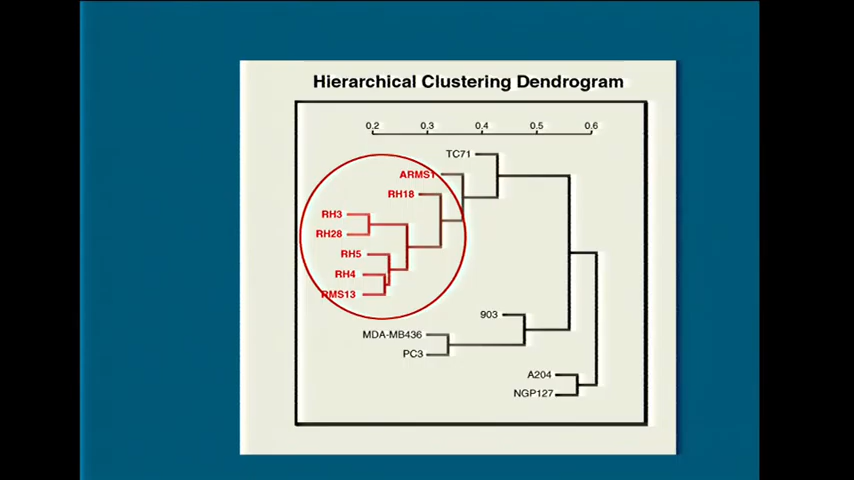 Hierarchical Clustering Dendrogram
0.2 0.3 0.4 0.5 0.6
TC71
ARMS1
RH18
RH3
RH28
RH5
RH4
RMS13
903
MDA-MB436
PC3
A204
NGP127